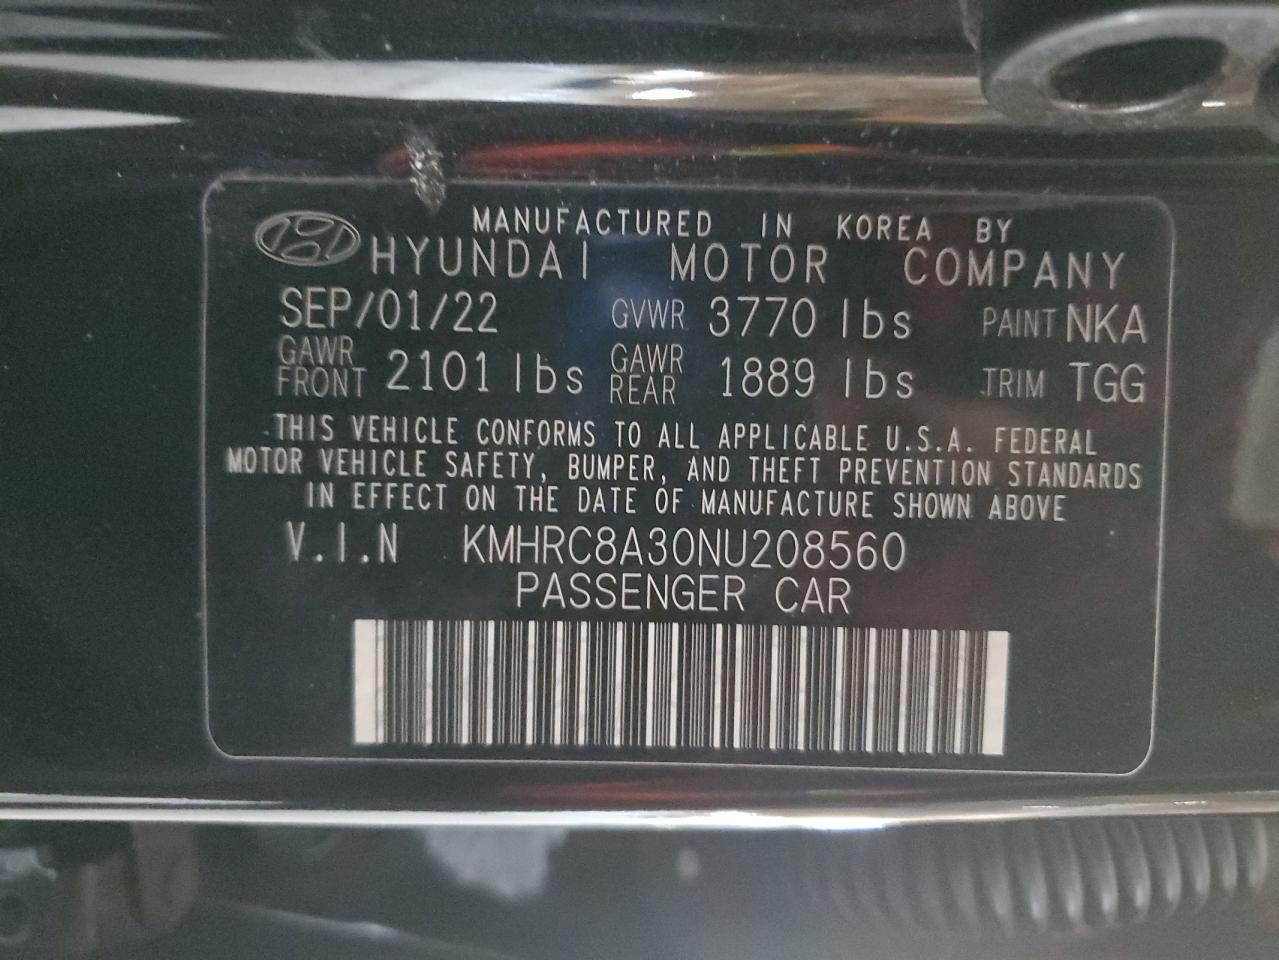 MANUFACTURED IN KOREA BY
HYUNDAI MOTOR COMPANY
SEP/01/22 GVWR 3770 lbs PAINT NKA
GAWR FRONT 2101 lbs GAWR REAR 1889 lbs TRIM TGG
THIS VEHICLE CONFORMS TO ALL APPLICABLE U.S.A. FEDERAL
MOTOR VEHICLE SAFETY, BUMPER, AND THEFT PREVENTION STANDARDS
IN EFFECT ON THE DATE OF MANUFACTURE SHOWN ABOVE
V.I.N KMHRC8A30NU208560
PASSENGER CAR